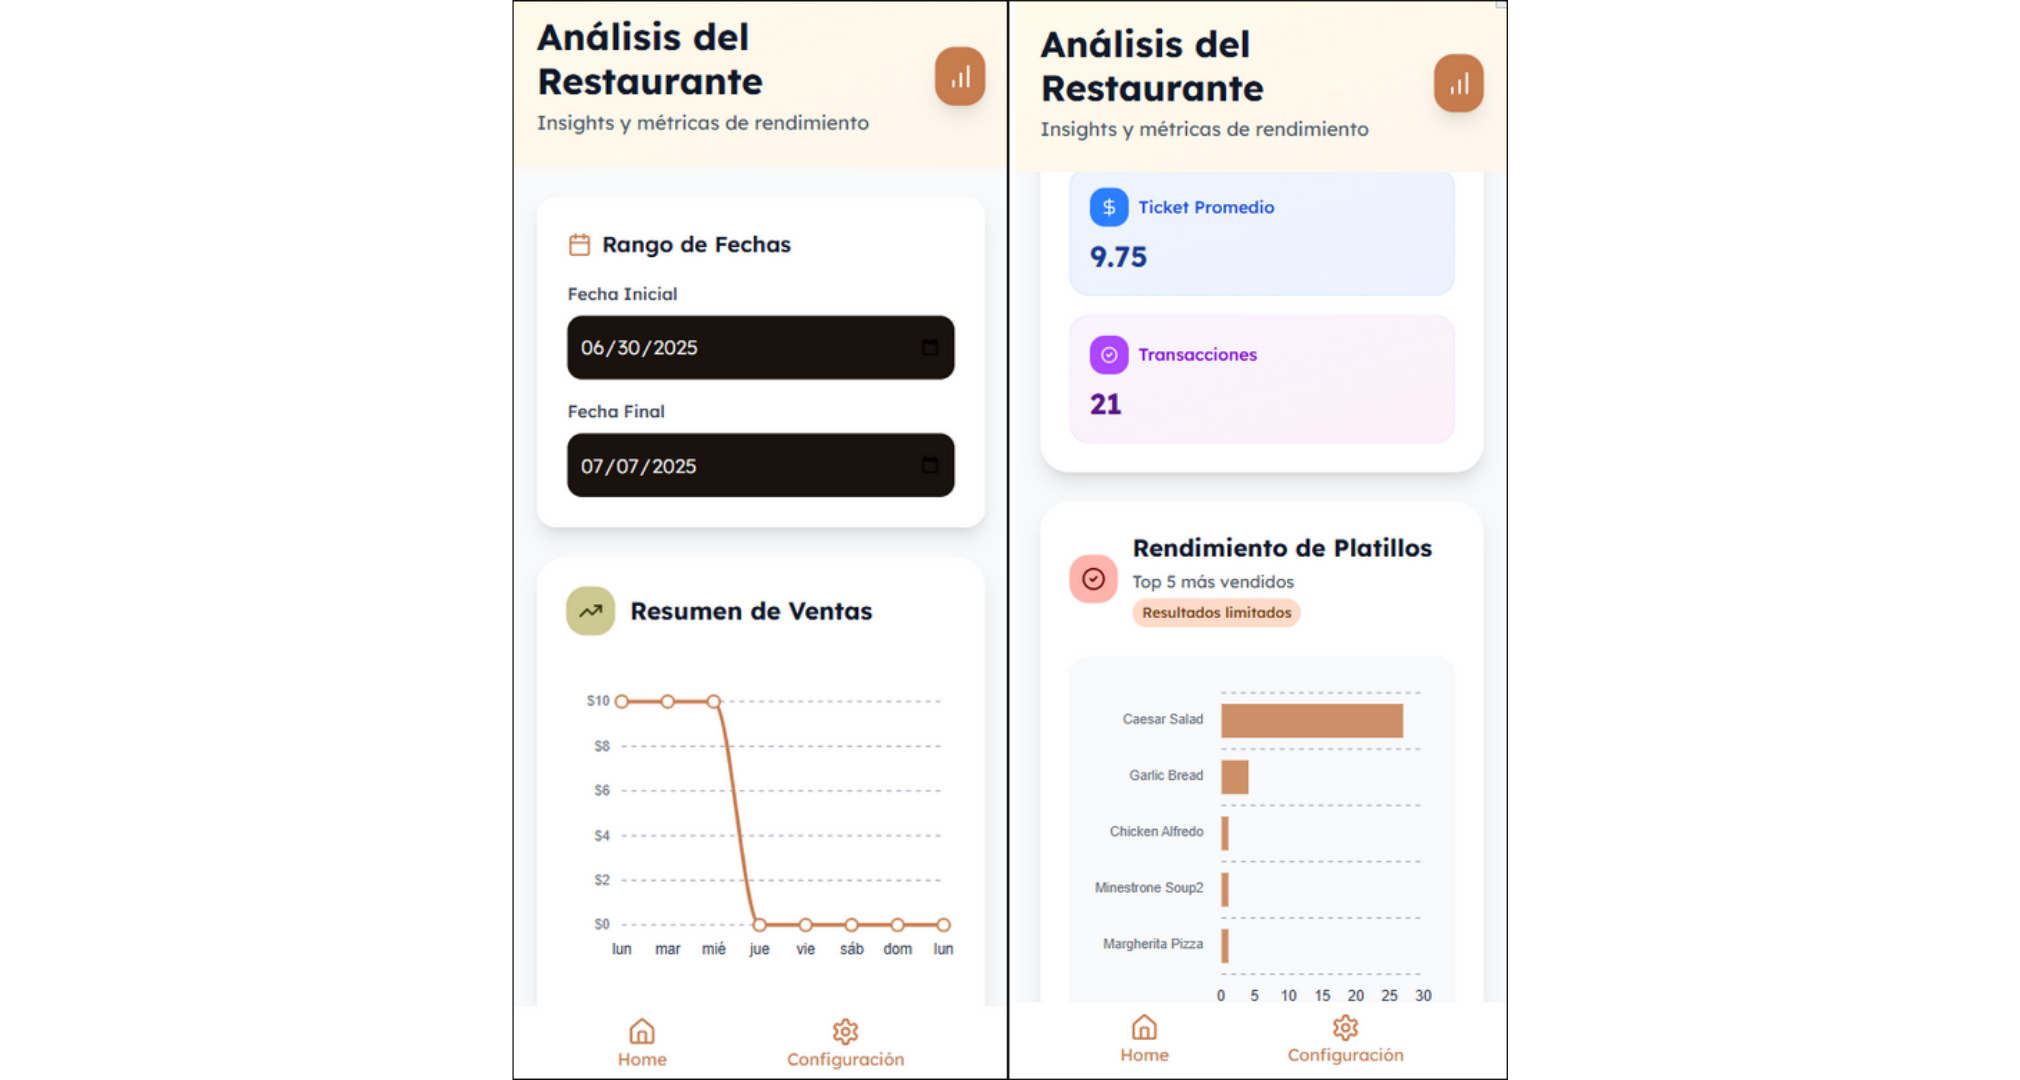 Análisis del
Restaurante
Insights y métricas de rendimiento
Rango de Fechas
Fecha Inicial
06/30/2025
Fecha Final
07/07/2025
Resumen de Ventas
$10
$8
$6
$4
$2
$0
lun mar mié jue vie sáb dom lun
Home Configuración
Análisis del
Restaurante
Insights y métricas de rendimiento
Ticket Promedio
9.75
Transacciones
21
Rendimiento de Platillos
Top 5 más vendidos
Resultados limitados
Caesar Salad
Garlic Bread
Chicken Alfredo
Minestrone Soup2
Margherita Pizza
0 5 10 15 20 25 30
Home Configuración